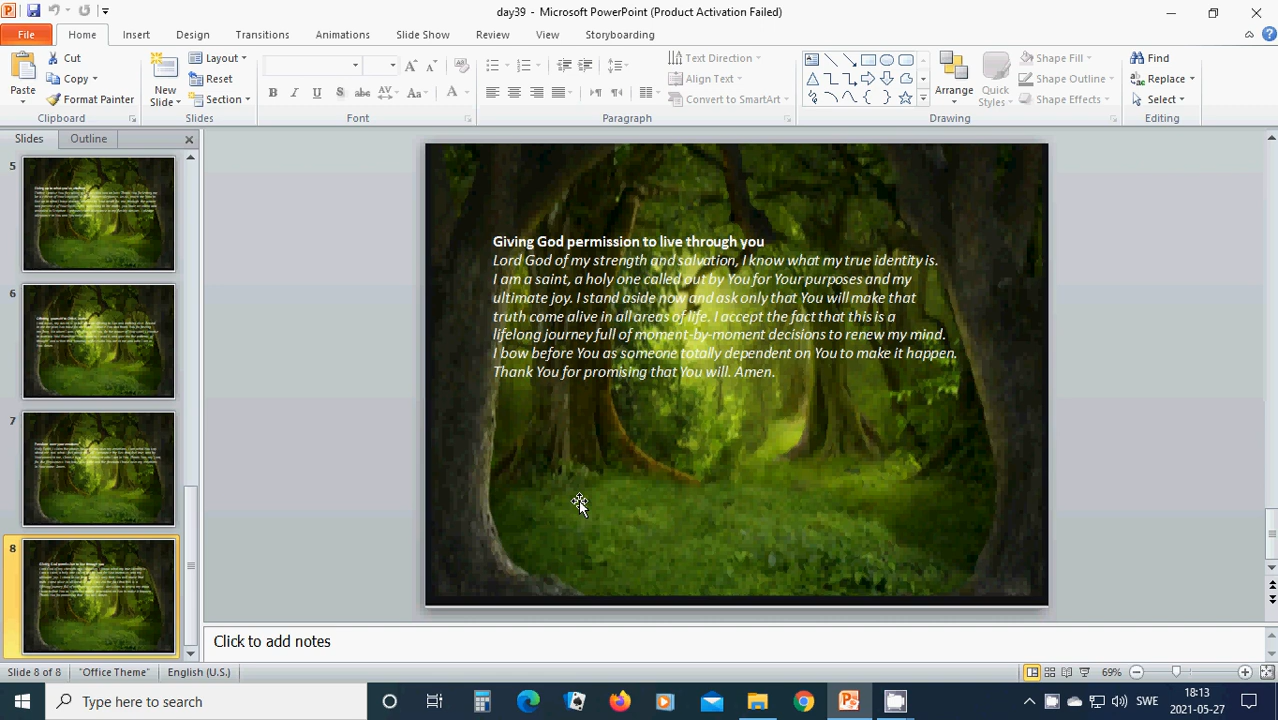 day39 - Microsoft PowerPoint (Product Activation Failed)
File Home Insert Design Transitions Animations Slide Show Review View Storyboarding
Paste
Cut
Copy
Format Painter
Clipboard
New Slide
Layout
Reset
Section
Slides
Font
Paragraph
Text Direction
Align Text
Convert to SmartArt
Arrange
Quick Styles
Shape Fill
Shape Outline
Shape Effects
Drawing
Find
Replace
Select
Editing
Slides Outline
5
6
7
8
Giving God permission to live through you
Lord God of my strength and salvation, I know what my true identity is.
I am a saint, a holy one called out by You for Your purposes and my
ultimate joy. I stand aside now and ask only that You will make that
truth come alive in all areas of life. I accept the fact that this is a
lifelong journey full of moment-by-moment decisions to renew my mind.
I bow before You as someone totally dependent on You to make it happen.
Thank You for promising that You will. Amen.
Click to add notes
Slide 8 of 8 "Office Theme" English (U.S.) 69%
Type here to search
SWE
18:13
2021-05-27